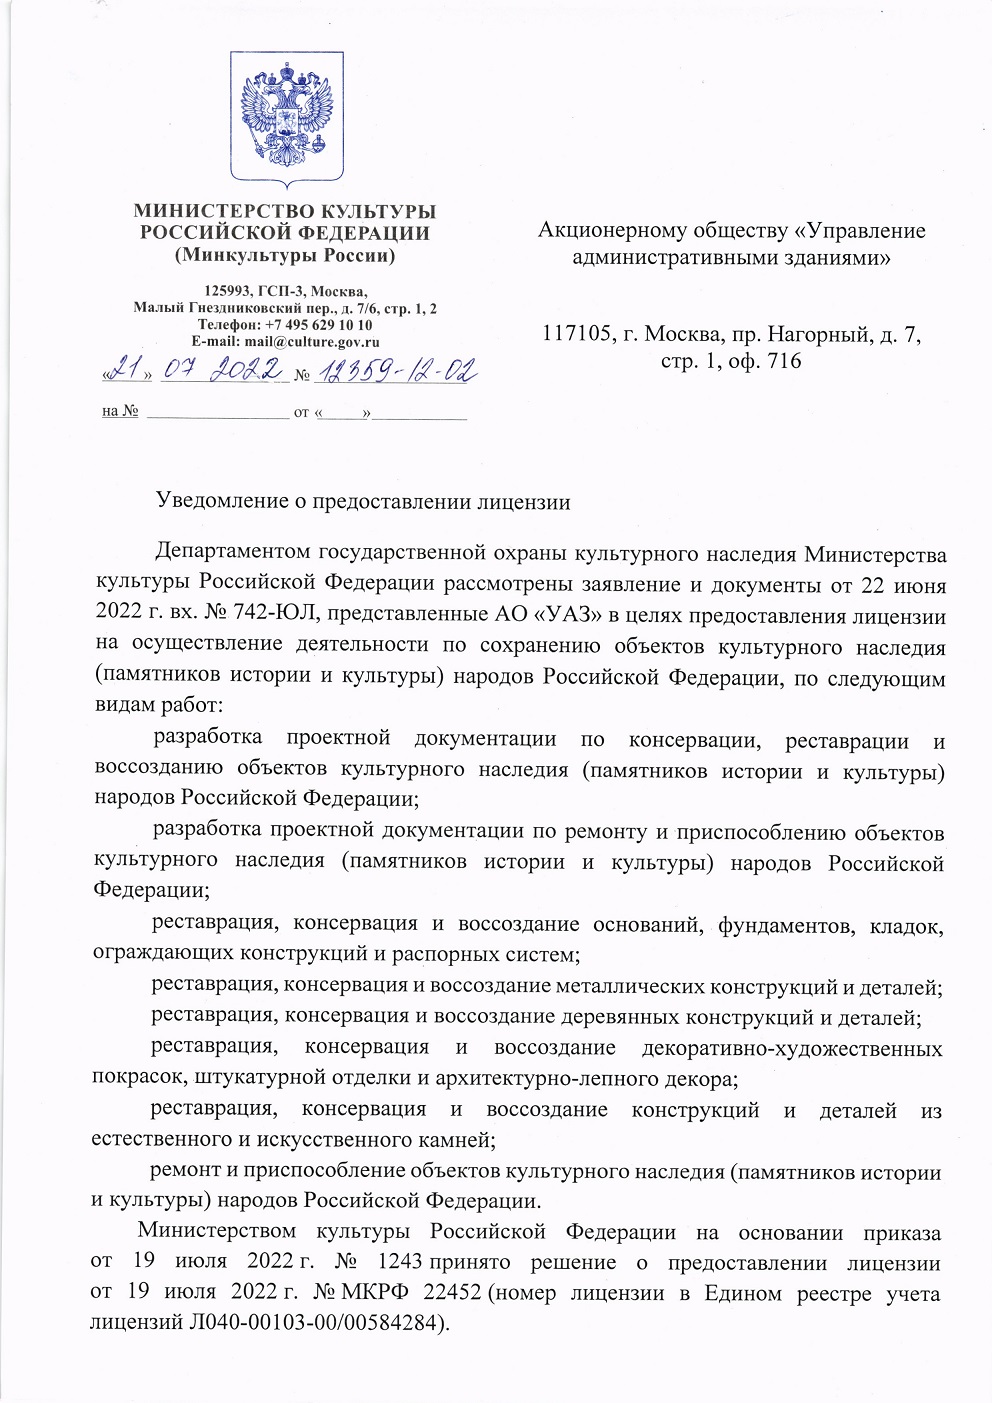 МИНИСТЕРСТВО КУЛЬТУРЫ
РОССИЙСКОЙ ФЕДЕРАЦИИ
(Минкультуры России)
125993, ГСП-3, Москва,
Малый Гнездниковский пер., д. 7/6, стр. 1, 2
Телефон: +7 495 629 10 10
E-mail: mail@culture.gov.ru
«21» 07 2022 № 12359-12-02
на № от « »
Акционерному обществу «Управление
административными зданиями»
117105, г. Москва, пр. Нагорный, д. 7,
стр. 1, оф. 716
Уведомление о предоставлении лицензии
Департаментом государственной охраны культурного наследия Министерства
культуры Российской Федерации рассмотрены заявление и документы от 22 июня
2022 г. вх. № 742-ЮЛ, представленные АО «УАЗ» в целях предоставления лицензии
на осуществление деятельности по сохранению объектов культурного наследия
(памятников истории и культуры) народов Российской Федерации, по следующим
видам работ:
разработка проектной документации по консервации, реставрации и
воссозданию объектов культурного наследия (памятников истории и культуры)
народов Российской Федерации;
разработка проектной документации по ремонту и приспособлению объектов
культурного наследия (памятников истории и культуры) народов Российской
Федерации;
реставрация, консервация и воссоздание оснований, фундаментов, кладок,
ограждающих конструкций и распорных систем;
реставрация, консервация и воссоздание металлических конструкций и деталей;
реставрация, консервация и воссоздание деревянных конструкций и деталей;
реставрация, консервация и воссоздание декоративно-художественных
покрасок, штукатурной отделки и архитектурно-лепного декора;
реставрация, консервация и воссоздание конструкций и деталей из
естественного и искусственного камней;
ремонт и приспособление объектов культурного наследия (памятников истории
и культуры) народов Российской Федерации.
Министерством культуры Российской Федерации на основании приказа
от 19 июля 2022 г. № 1243 принято решение о предоставлении лицензии
от 19 июля 2022 г. № МКРФ 22452 (номер лицензии в Едином реестре учета
лицензий Л040-00103-00/00584284).